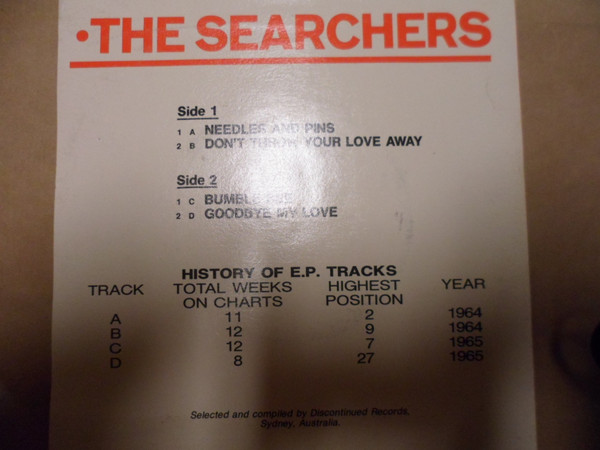 •THE SEARCHERS
Side 1
1 A NEEDLES AND PINS
2 B DON'T THROW YOUR LOVE AWAY
Side 2
1 C BUMBLE BEE
2 D GOODBYE MY LOVE
HISTORY OF E.P. TRACKS
TRACK TOTAL WEEKS ON CHARTS HIGHEST POSITION YEAR
A 11 2 1964
B 12 9 1964
C 12 7 1965
D 8 27 1965
Selected and compiled by Discontinued Records,
Sydney, Australia.